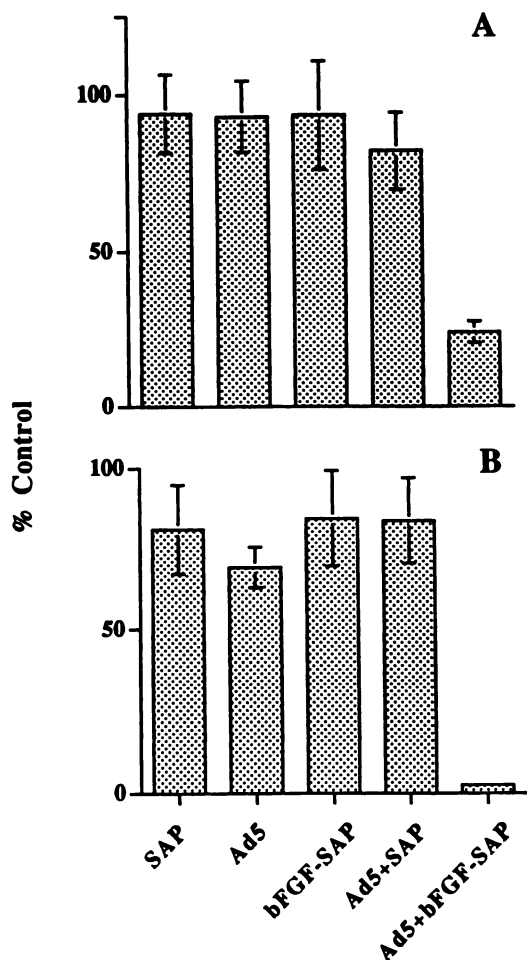 A
100
50
0
% Control
B
100
50
0
SAP
Ad5
bFGF-SAP
Ad5+SAP
Ad5+bFGF-SAP